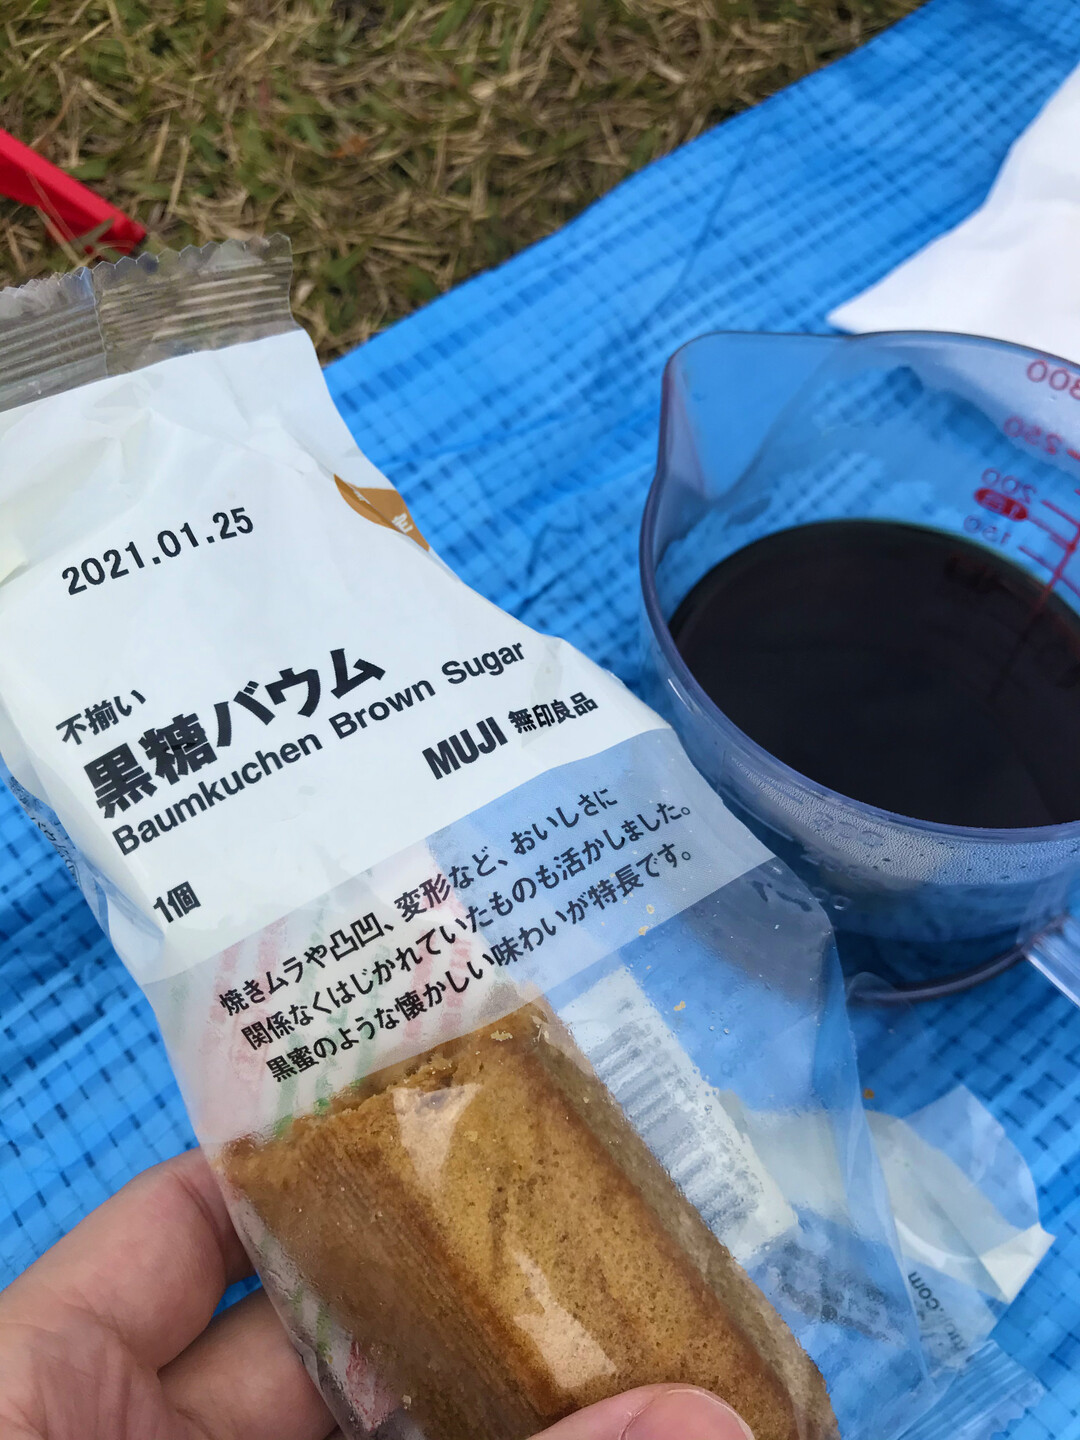 2021.01.25
不揃い
黒糖バウム
Baumkuchen Brown Sugar
MUJI 無印良品
1個
焼きムラや凸凹、変形など、おいしさに
関係なくはじかれていたものも活かしました。
黒蜜のような懐かしい味わいが特長です。
300
250
200
150
.com